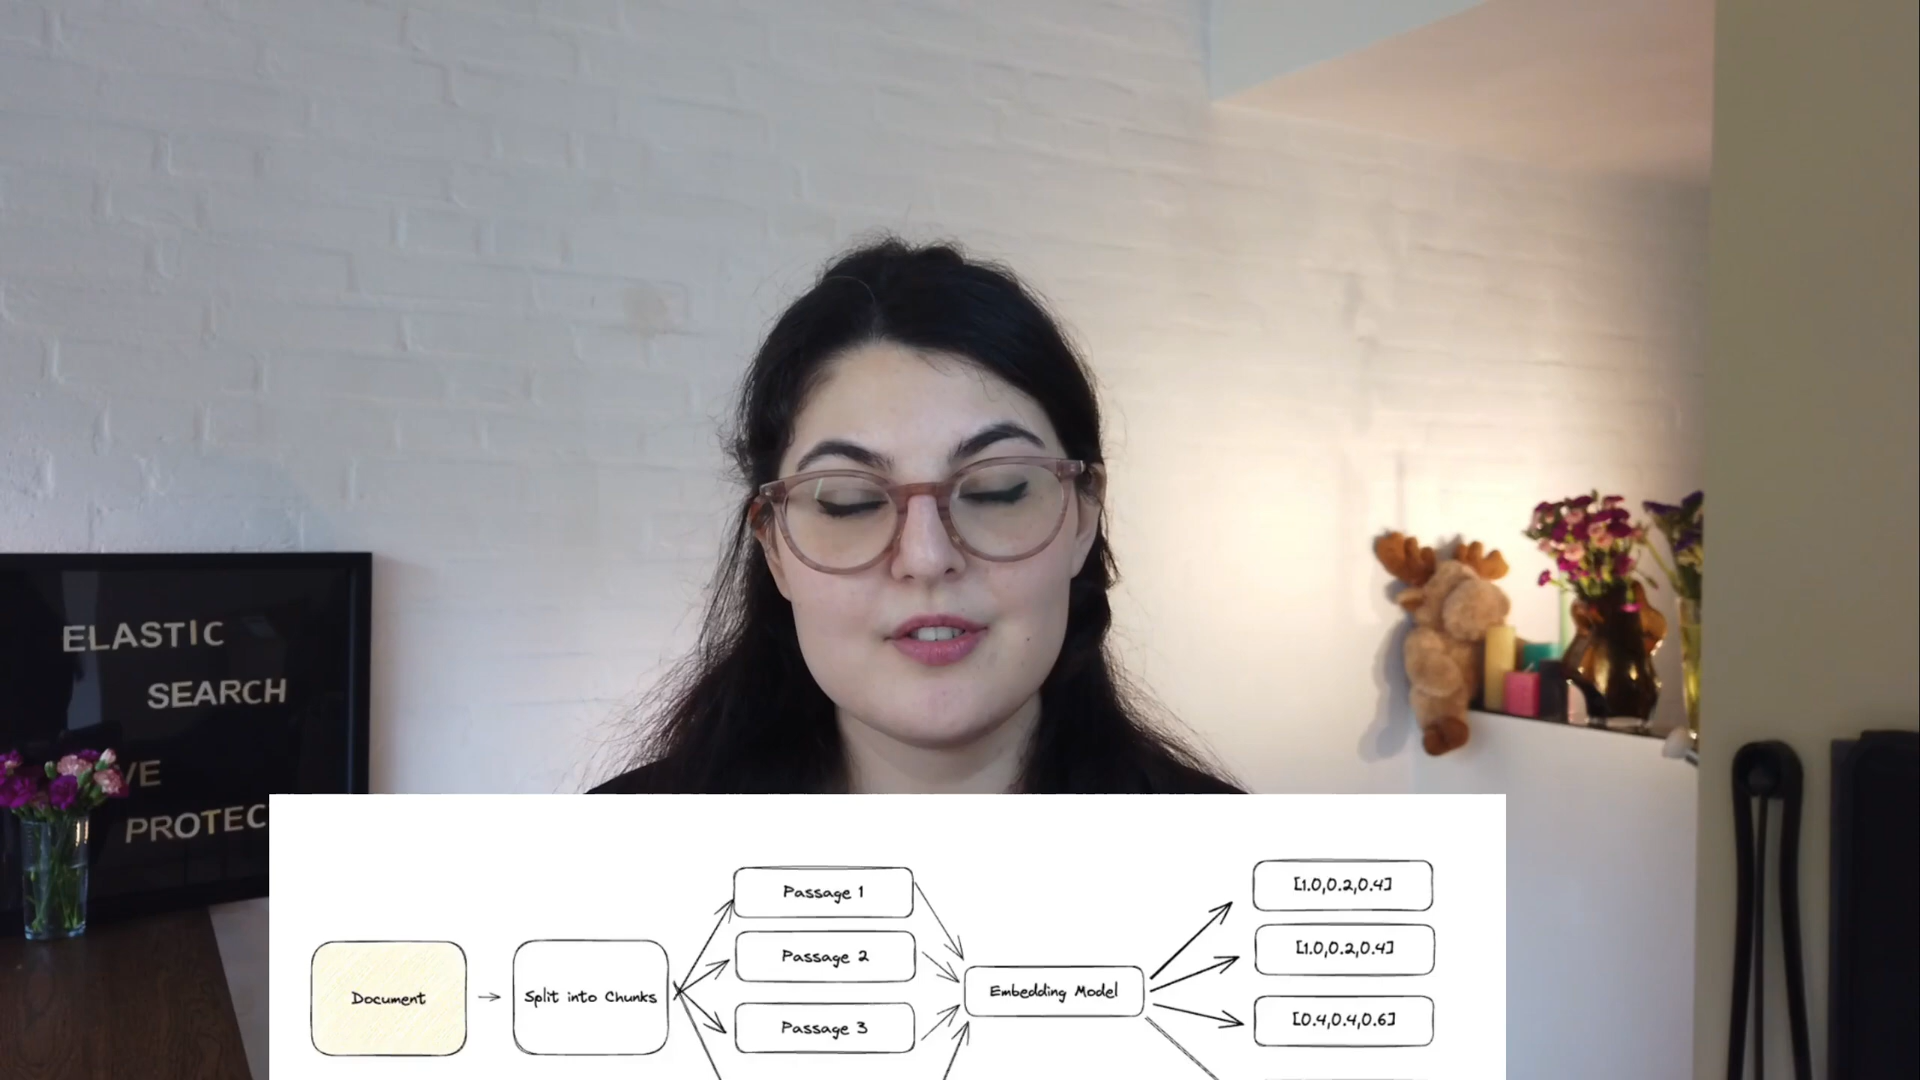 ELASTIC
SEARCH
VE
PROTEC
Document
Split into Chunks
Passage 1
Passage 2
Passage 3
Embedding Model
[1.0,0.2,0.4]
[1.0,0.2,0.4]
[0.4,0.4,0.6]